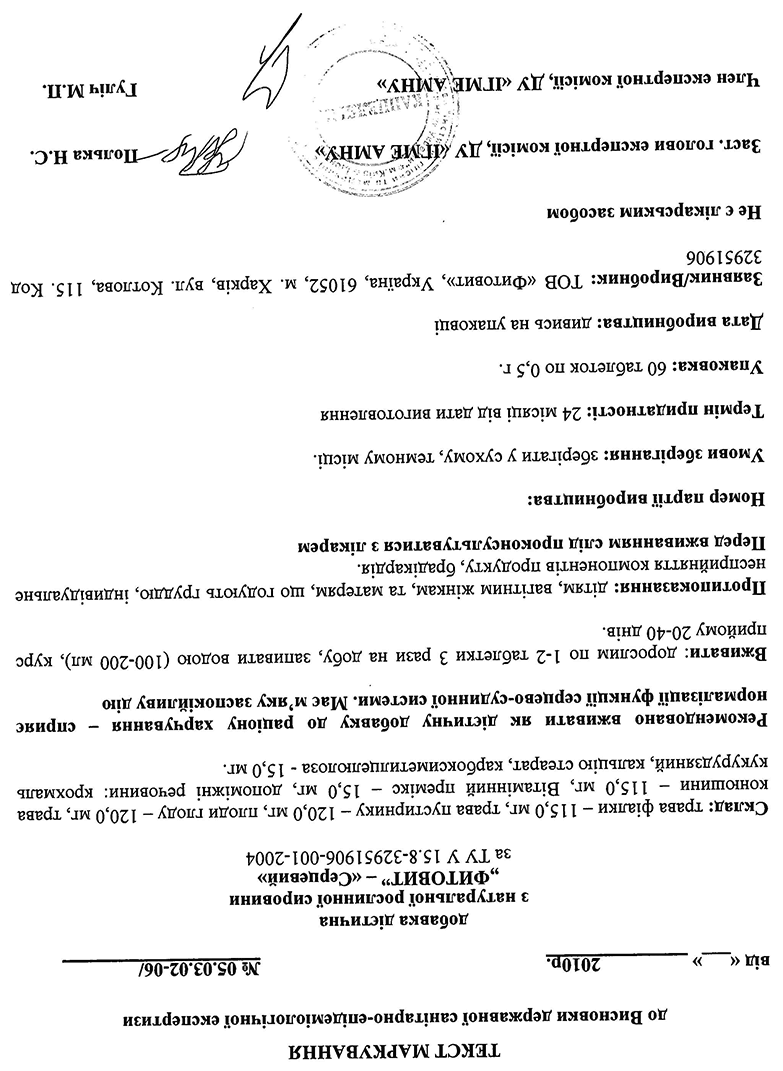 ТЕКСТ МАРКУВАННЯ
до Висновки державної санітарно-епідеміологічної експертизи
від «___» ____________ 2010р. № 05.03.02-06/____________
добавка дієтична
з натуральної рослинної сировини
„ФИТОВИТ” – «Серцевий»
за ТУ У 15.8-32951906-001-2004
Склад: трава фіалки – 115,0 мг, трава пустирнику – 120,0 мг, плоди глоду – 120,0 мг, трава
конюшини – 115,0 мг, Вітамінний премікс – 15,0 мг, допоміжні речовини: крохмаль
кукурудзяний, кальцію стеарат, карбоксиметилцелюлоза - 15,0 мг.
Рекомендовано вживати як дієтичну добавку до раціону харчування – сприяє
нормалізації функції серцево-судинної системи. Має м’яку заспокійливу дію
Вживати: дорослим по 1-2 таблетки 3 рази на добу, запивати водою (100-200 мл), курс
прийому 20-40 днів.
Протипоказання: дітям, вагітним жінкам, та матерям, що годують груддю, індивідуальне
несприйняття компонентів продукту, брадікардія.
Перед вживанням слід проконсультуватися з лікарем
Номер партії виробництва:
Умови зберігання: зберігати у сухому, темному місці.
Термін придатності: 24 місяці від дати виготовлення
Упаковка: 60 таблеток по 0,5 г.
Дата виробництва: дивись на упаковці
Заявник/Виробник: ТОВ «Фитовит», Україна, 61052, м. Харків, вул. Котлова, 115. Код
32951906
Не є лікарським засобом
Заст. голови експертної комісії, ДУ «ІГМЕ АМНУ» Полька Н.С.
Член експертної комісії, ДУ «ІГМЕ АМНУ» Гуліч М.П.